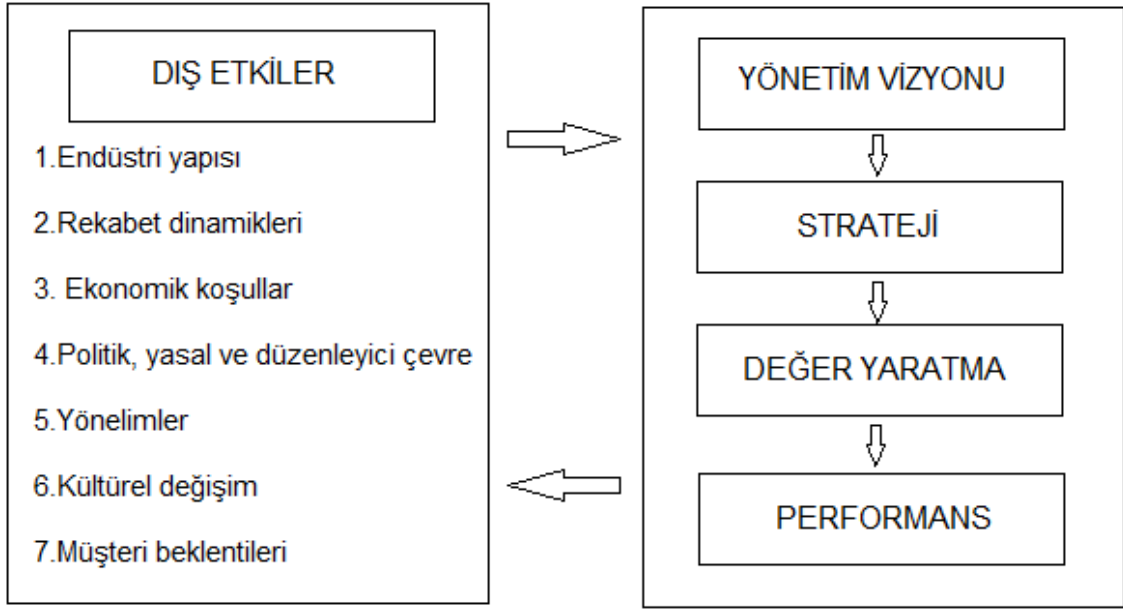 DIŞ ETKİLER
1.Endüstri yapısı
2.Rekabet dinamikleri
3. Ekonomik koşullar
4.Politik, yasal ve düzenleyici çevre
5.Yönelimler
6.Kültürel değişim
7.Müşteri beklentileri
YÖNETİM VİZYONU
STRATEJİ
DEĞER YARATMA
PERFORMANS